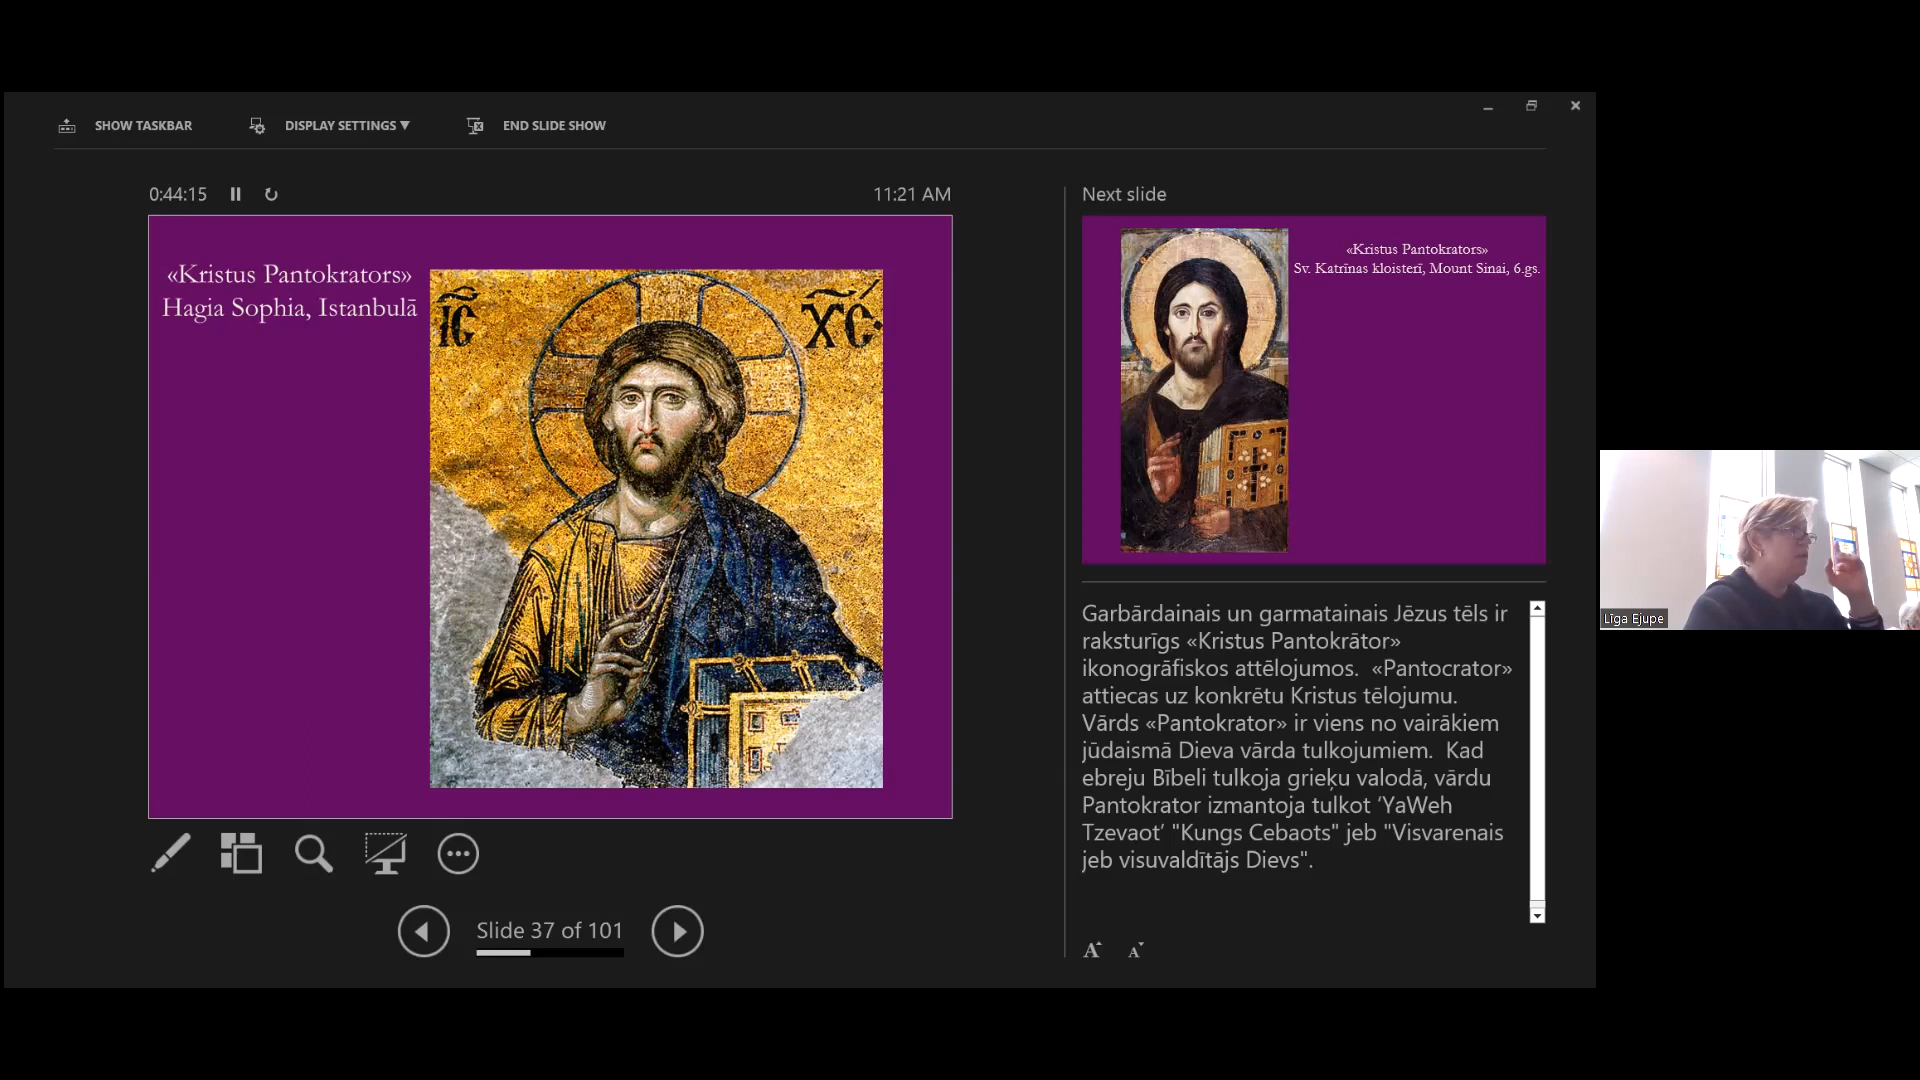 SHOW TASKBAR
DISPLAY SETTINGS ▼
END SLIDE SHOW
0:44:15
11:21 AM
«Kristus Pantokrators»
Hagia Sophia, Istanbulā
IC
XC
Next slide
«Kristus Pantokrators»
Sv. Katrīnas kloisterī, Mount Sinai, 6.gs.
Garbārdainais un garmatainais Jēzus tēls ir
raksturīgs «Kristus Pantokrātor»
ikonogrāfiskos attēlojumos.  «Pantocrator»
attiecas uz konkrētu Kristus tēlojumu.
Vārds «Pantokrator» ir viens no vairākiem
jūdaismā Dieva vārda tulkojumiem.  Kad
ebreju Bībeli tulkoja grieķu valodā, vārdu
Pantokrator izmantoja tulkot ‘YaWeh
Tzevaot’ "Kungs Cebaots" jeb "Visvarenais
jeb visuvaldītājs Dievs".
Slide 37 of 101
A A
Līga Ejupe